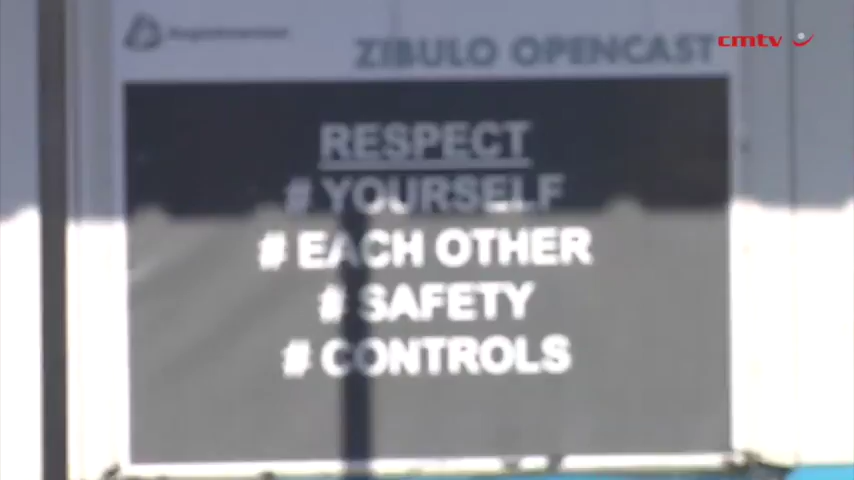 ZIBULO OPENCAST
cmtv
RESPECT
# YOURSELF
# EACH OTHER
# SAFETY
# CONTROLS